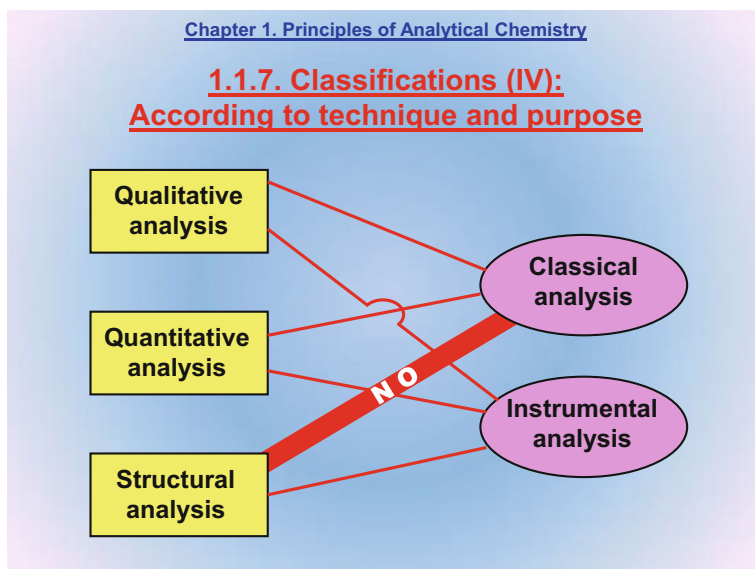 Chapter 1. Principles of Analytical Chemistry
1.1.7. Classifications (IV):
According to technique and purpose
Qualitative
analysis
Classical
analysis
Quantitative
analysis
NO
Instrumental
analysis
Structural
analysis